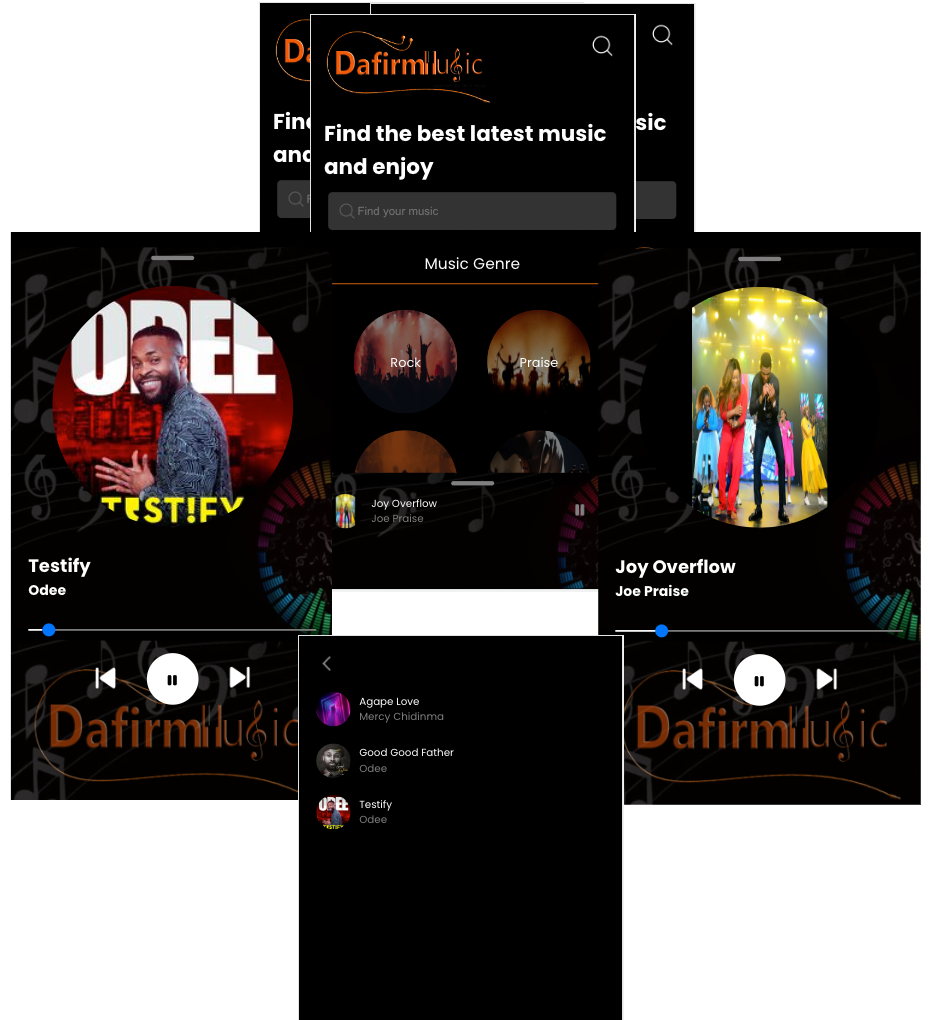 Da
DafirmMusic
Find
and
F
Find the best latest music
and enjoy
Find your music
sic
Music Genre
Rock
Praise
Joy Overflow
Joe Praise
ODEE
TESTIFY
Testify
Odee
DafirmMusic
Joy Overflow
Joe Praise
DafirmMusic
Agape Love
Mercy Chidinma
Good Good Father
Odee
ODEE
TESTIFY
Testify
Odee